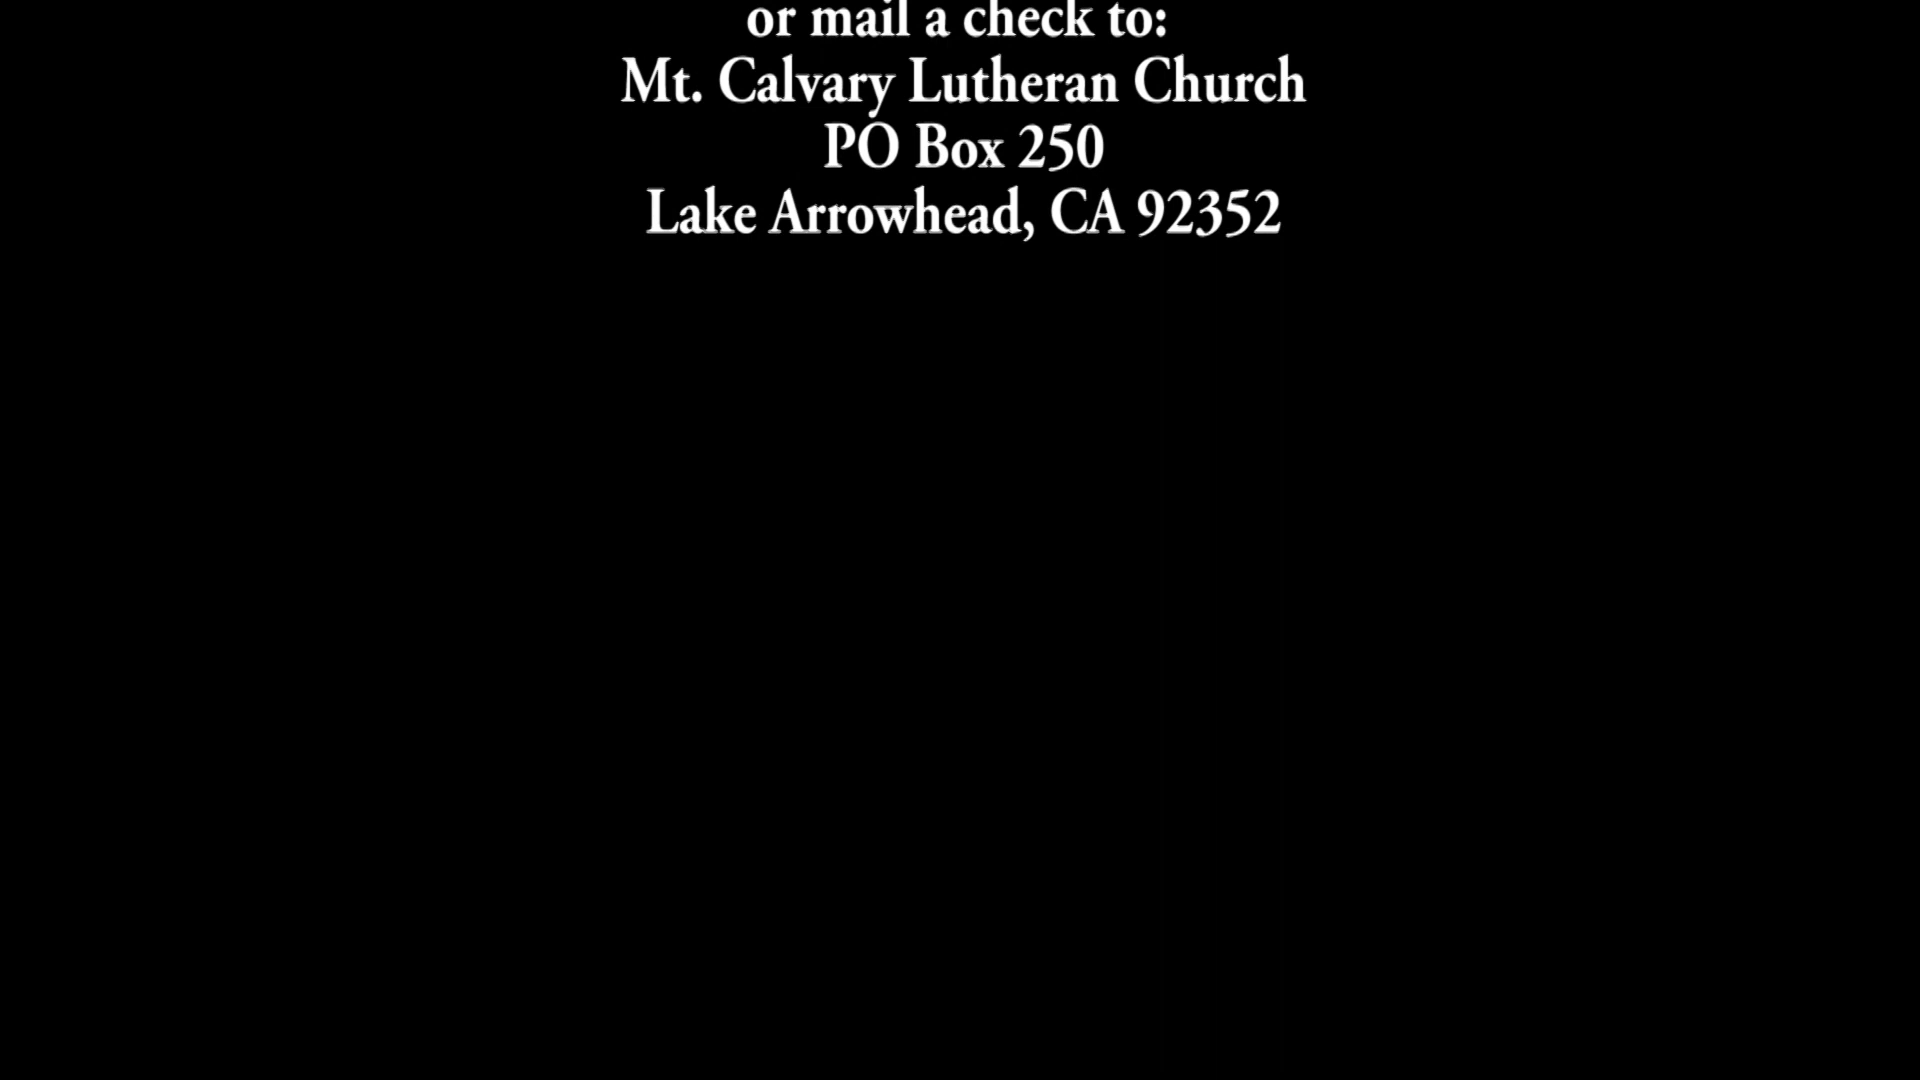 or mail a check to:
Mt. Calvary Lutheran Church
PO Box 250
Lake Arrowhead, CA 92352